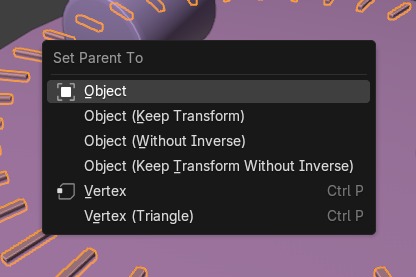 Set Parent To
Object
Object (Keep Transform)
Object (Without Inverse)
Object (Keep Transform Without Inverse)
Vertex Ctrl P
Vertex (Triangle) Ctrl P